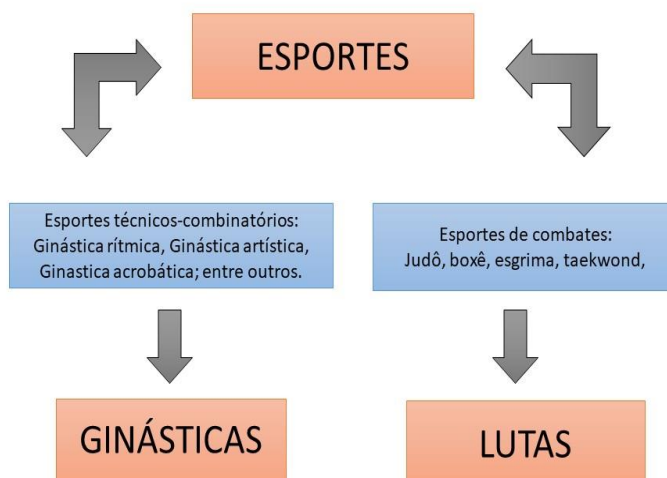 ESPORTES
Esportes técnicos-combinatórios:
Ginástica rítmica, Ginástica artística,
Ginastica acrobática; entre outros.
Esportes de combates:
Judô, boxê, esgrima, taekwond,
GINÁSTICAS
LUTAS